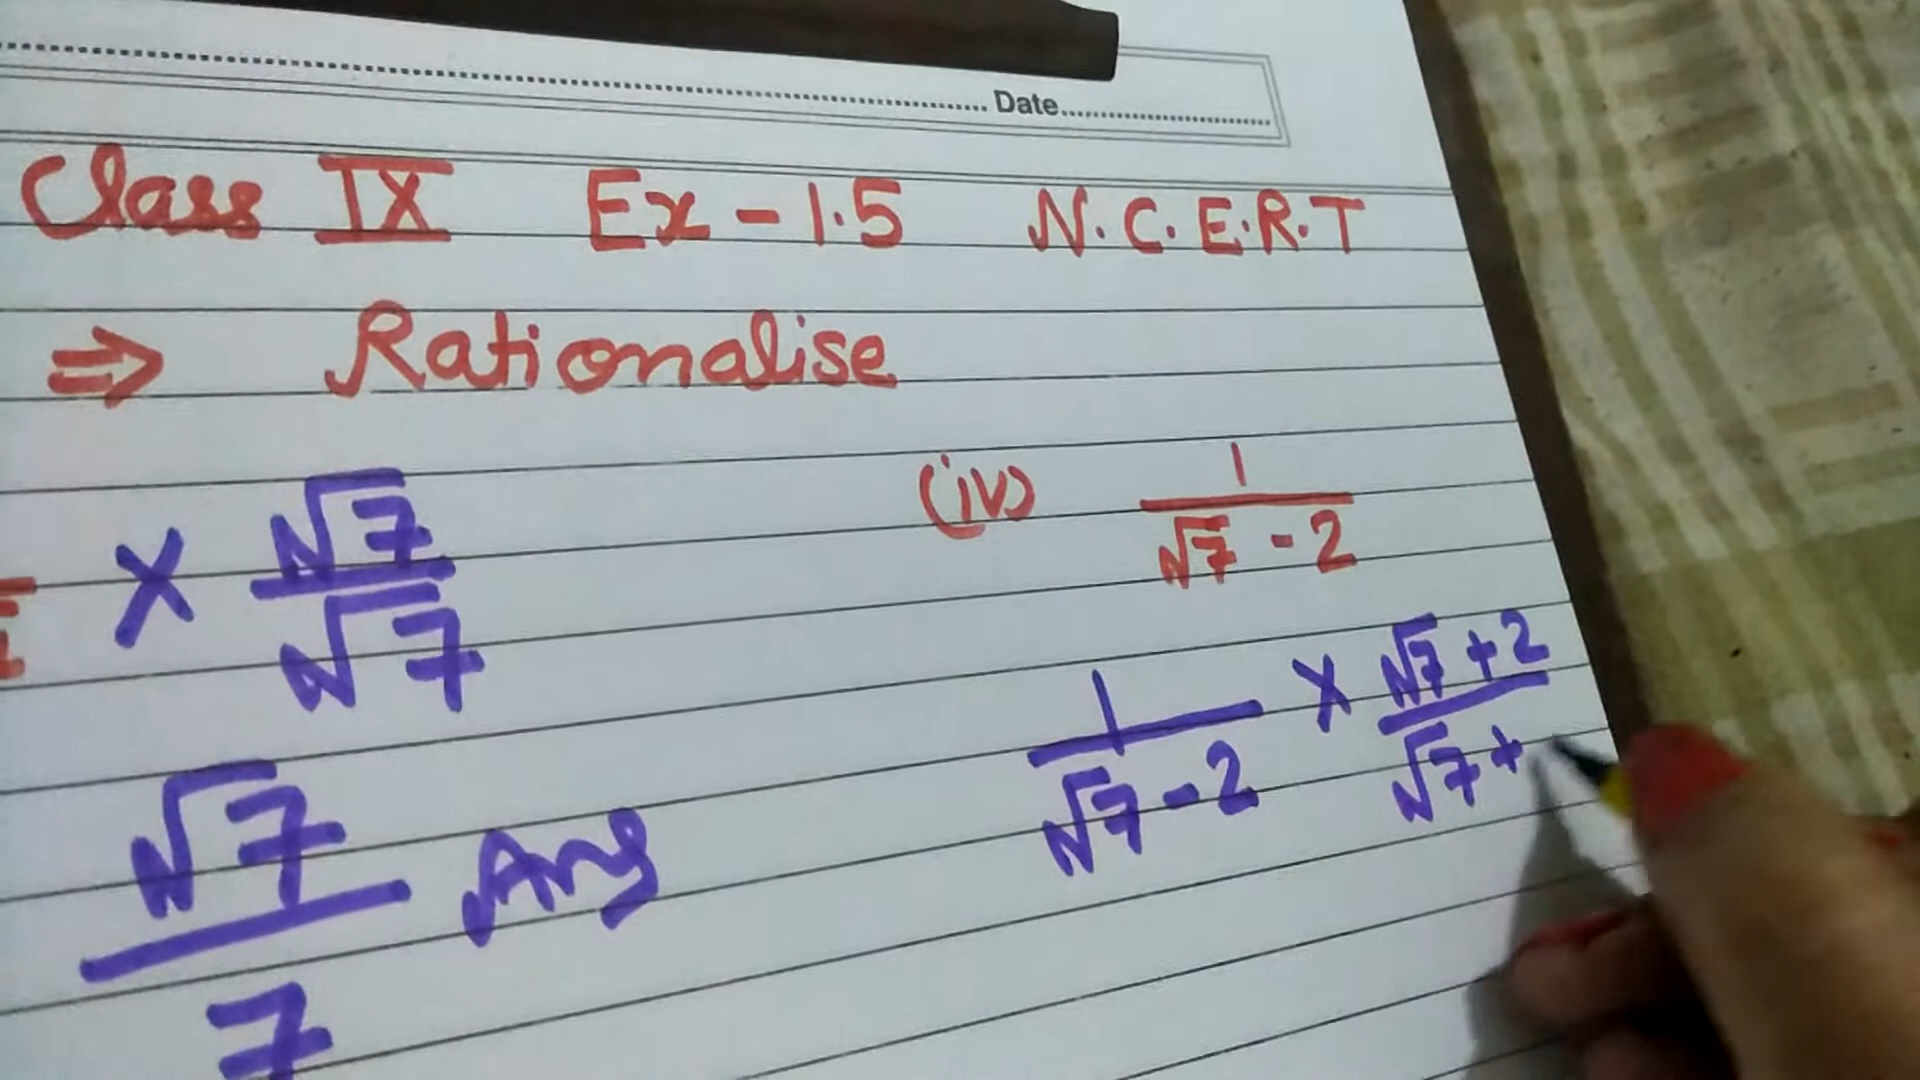 Date
Class IX Ex - 1.5 N.C.E.R.T
⇒ Rationalise
× √7/√7
√7/7 Ans
(iv) 1/(√7 - 2)
1/(√7 - 2) × (√7 + 2)/(√7 +